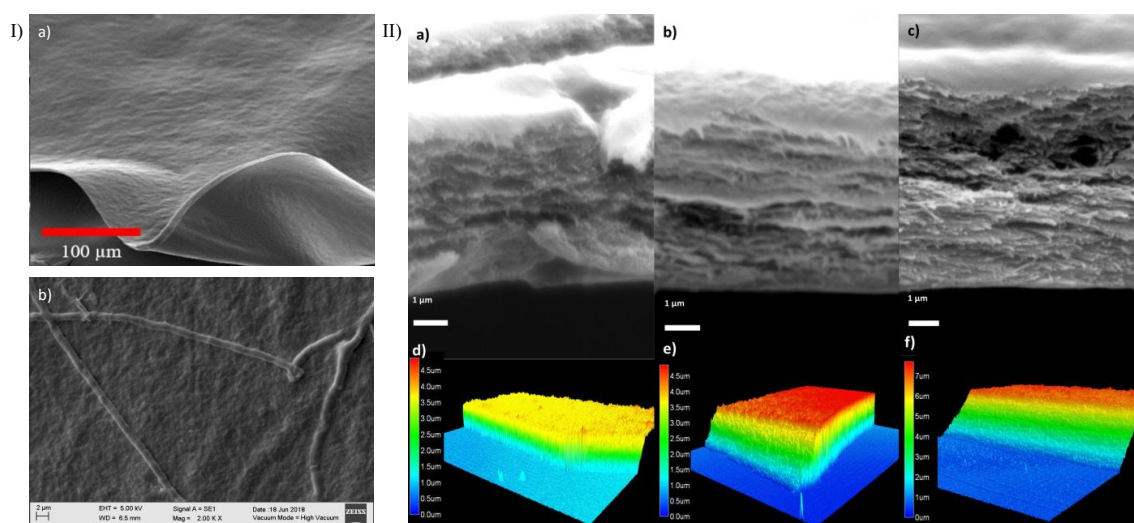 I)
a)
100 µm
b)
2 µm
EHT = 5.00 kV
WD = 6.5 mm
Signal A = SE1
Mag = 2.00 K X
Date :18 Jun 2018
Vacuum Mode = High Vacuum
ZEISS
II)
a)
b)
c)
1 µm
1 µm
1 µm
d)
4.5um
4.0um
3.5um
3.0um
2.5um
2.0um
1.5um
1.0um
0.5um
0.0um
e)
4.5um
4.0um
3.5um
3.0um
2.5um
2.0um
1.5um
1.0um
0.5um
0.0um
f)
7um
6um
4um
3um
2um
1um
0um